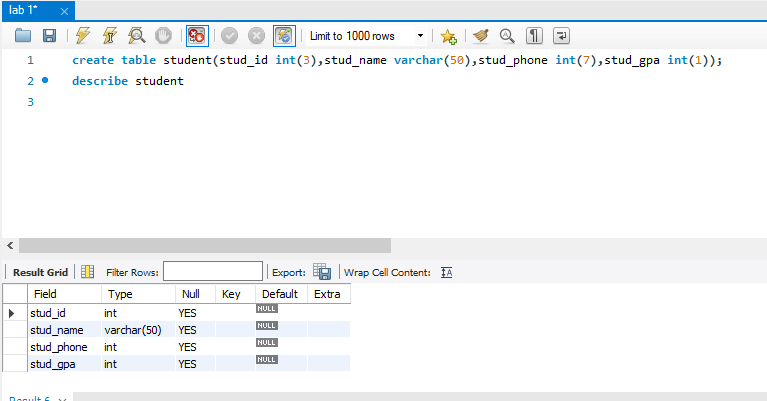 lab 1*
Limit to 1000 rows
1 create table student(stud_id int(3),stud_name varchar(50),stud_phone int(7),stud_gpa int(1));
2 describe student
3
Result Grid Filter Rows: Export: Wrap Cell Content:
Field Type Null Key Default Extra
stud_id int YES NULL
stud_name varchar(50) YES NULL
stud_phone int YES NULL
stud_gpa int YES NULL
Result 6